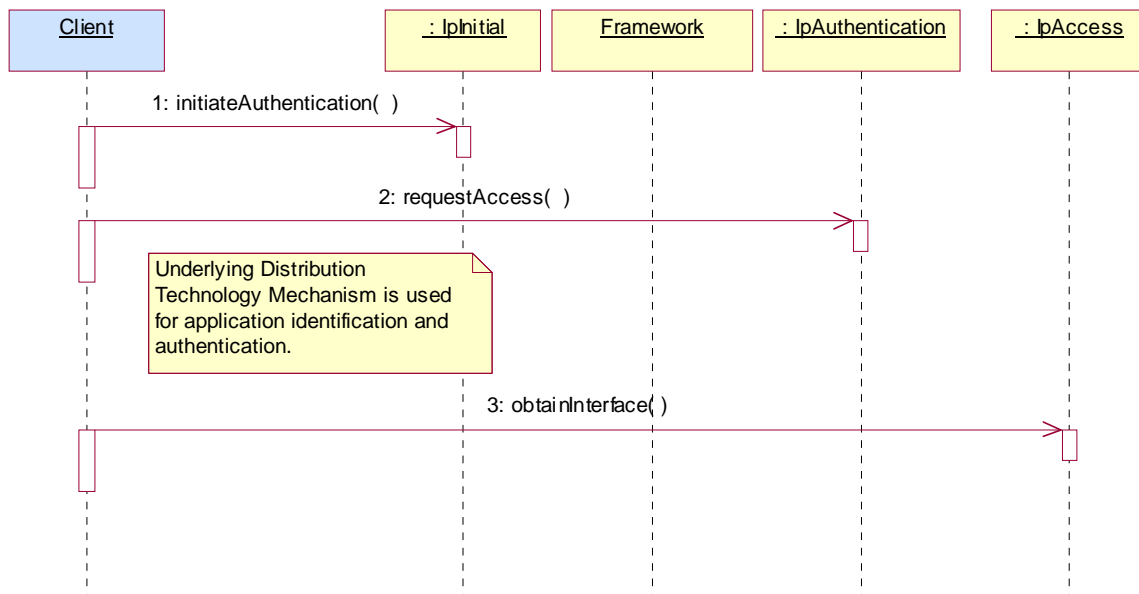 Client
: IpInitial
Framework
: IpAuthentication
: IpAccess
1: initiateAuthentication(  )
2: requestAccess(  )
Underlying Distribution
Technology Mechanism is used
for application identification and
authentication.
3: obtainInterface( )